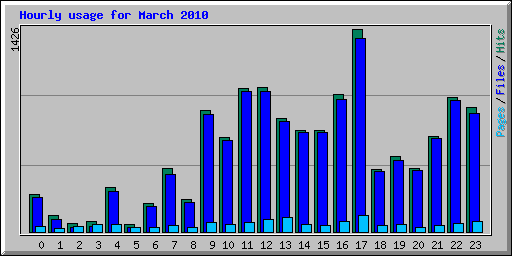 Hourly usage for March 2010
1426
Pages/Files/Hits
0 1 2 3 4 5 6 7 8 9 10 11 12 13 14 15 16 17 18 19 20 21 22 23